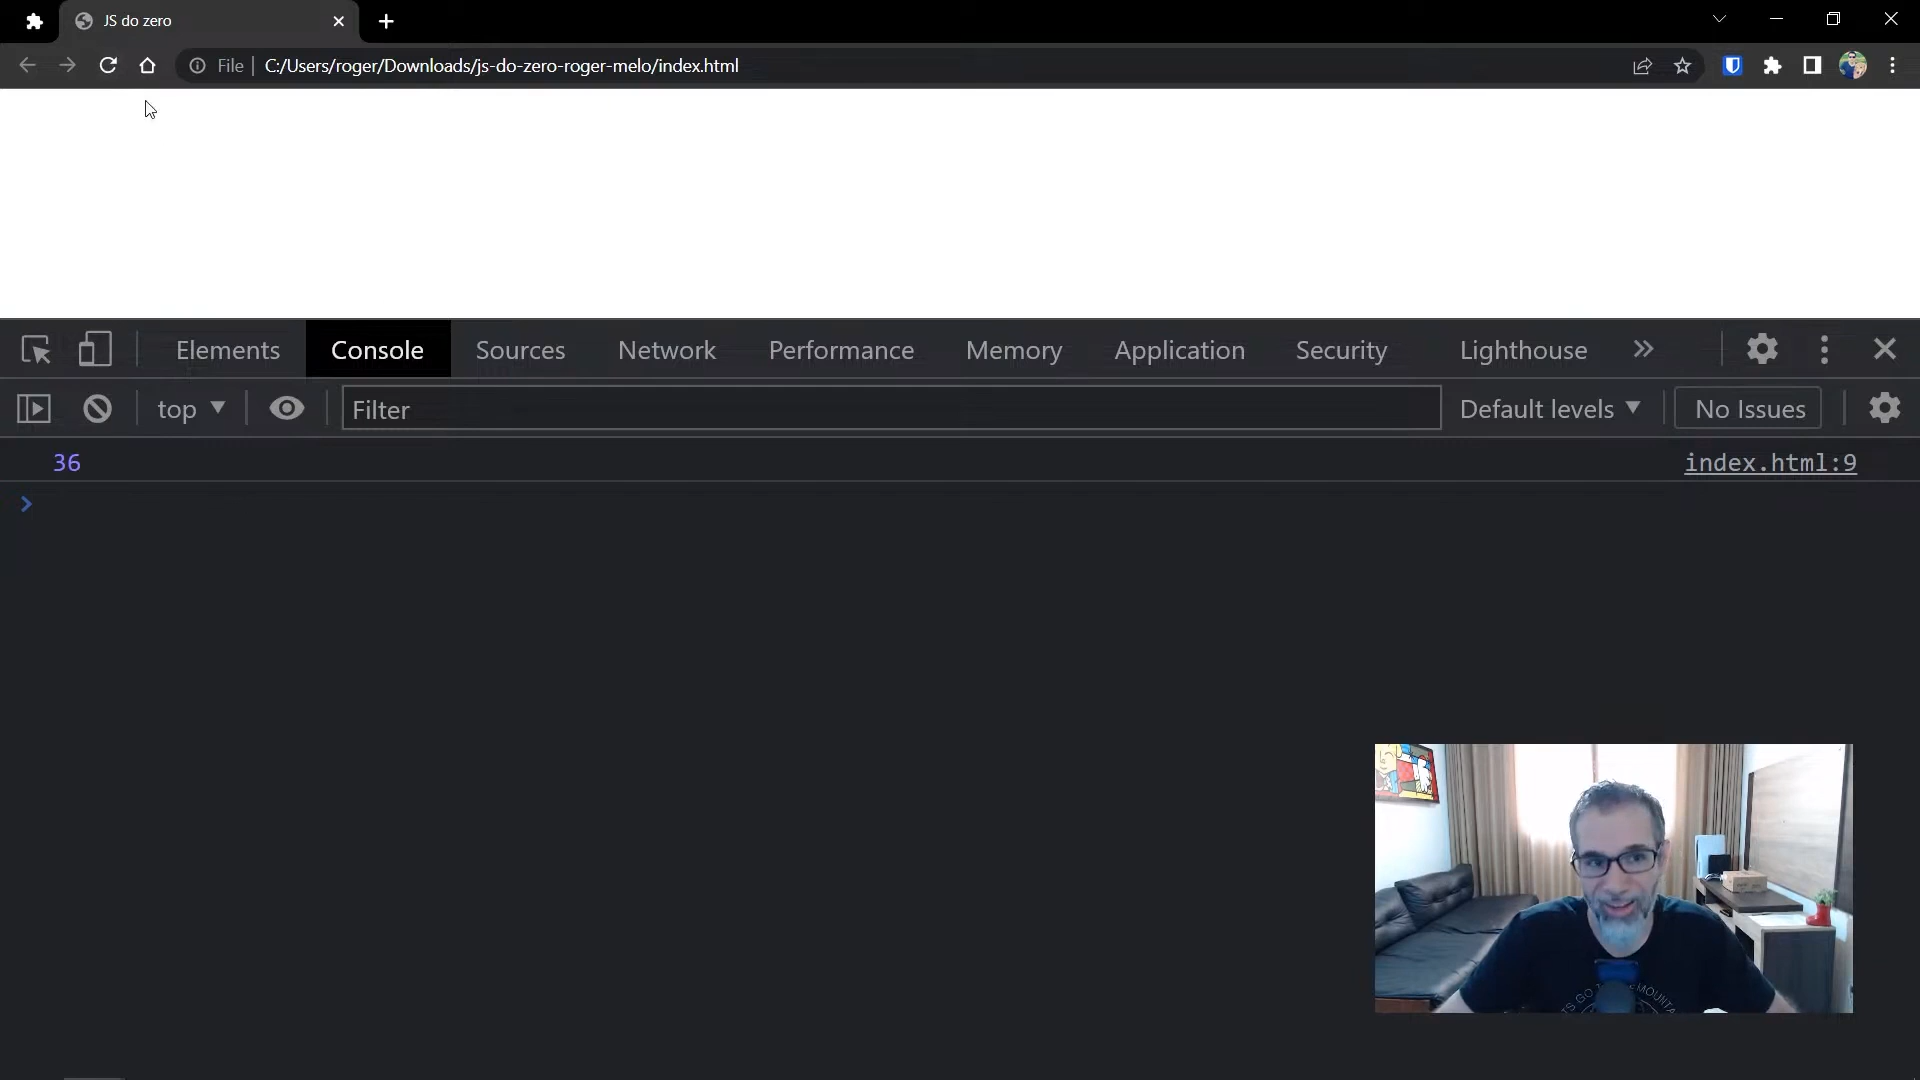 JS do zero
File
C:/Users/roger/Downloads/js-do-zero-roger-melo/index.html
Elements
Console
Sources
Network
Performance
Memory
Application
Security
Lighthouse
top
Filter
Default levels
No Issues
36
index.html:9